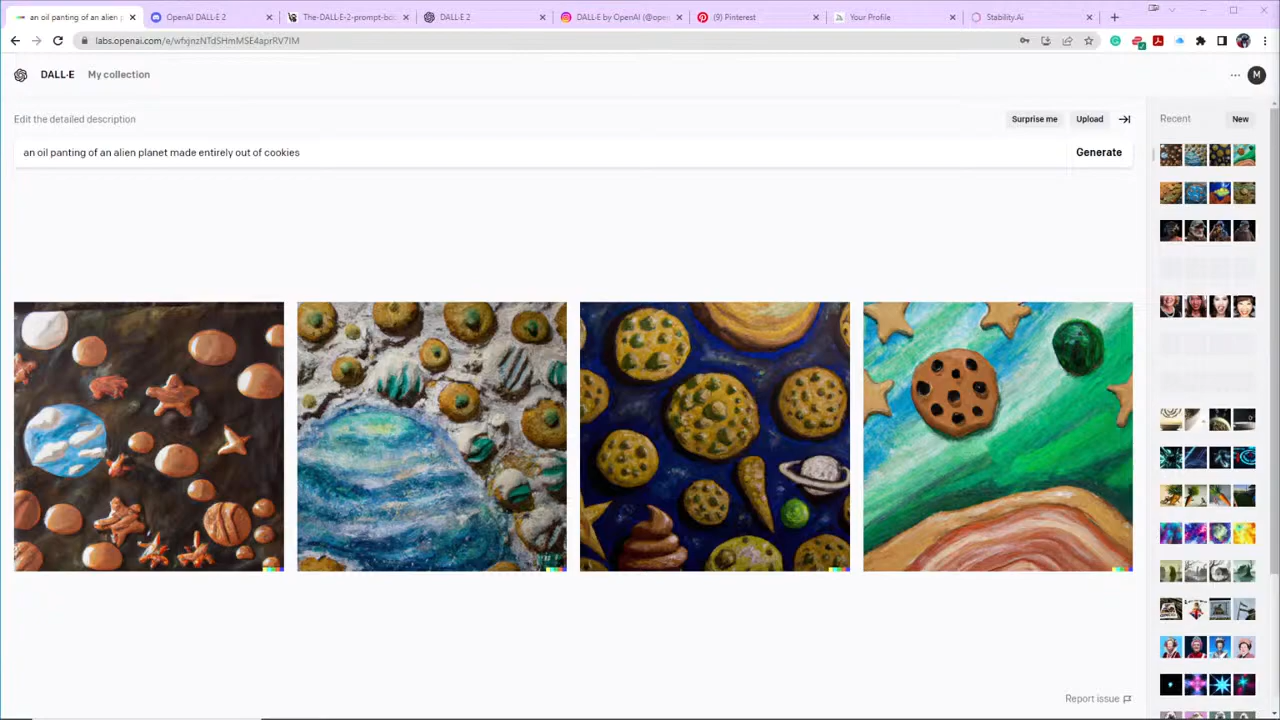 an oil panting of an alien p
OpenAI DALL·E 2
The-DALL·E-2-prompt-bo
DALL·E 2
DALL·E by OpenAI (@open
(9) Pinterest
Your Profile
Stability.Ai
labs.openai.com/e/wfxjnzNTdSHmMSE4aprRV7IM
DALL·E
My collection
M
Edit the detailed description
Surprise me
Upload
Recent
New
an oil panting of an alien planet made entirely out of cookies
Generate
Report issue